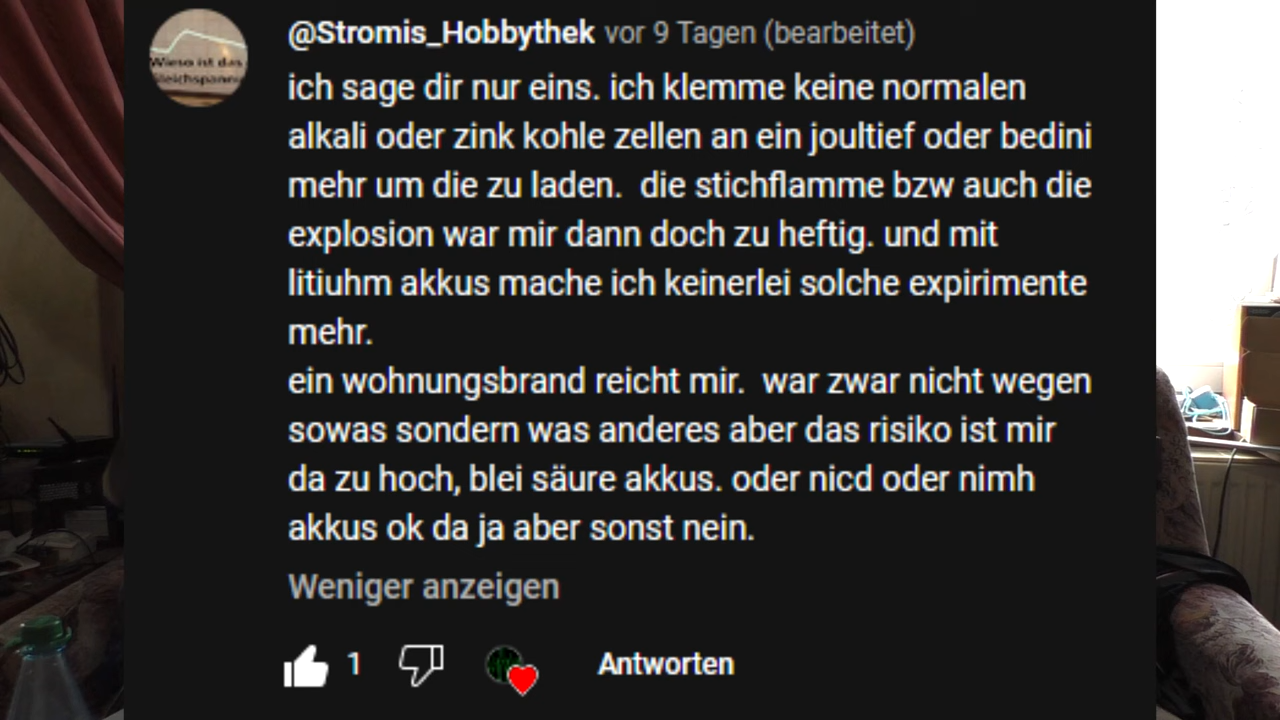 @Stromis_Hobbythek vor 9 Tagen (bearbeitet)
Wieso ist das
ich sage dir nur eins. ich klemme keine normalen
alkali oder zink kohle zellen an ein joultief oder bedini
mehr um die zu laden.  die stichflamme bzw auch die
explosion war mir dann doch zu heftig. und mit
litiuhm akkus mache ich keinerlei solche expirimente
mehr.
ein wohnungsbrand reicht mir.  war zwar nicht wegen
sowas sondern was anderes aber das risiko ist mir
da zu hoch, blei säure akkus. oder nicd oder nimh
akkus ok da ja aber sonst nein.
Weniger anzeigen
1
Antworten